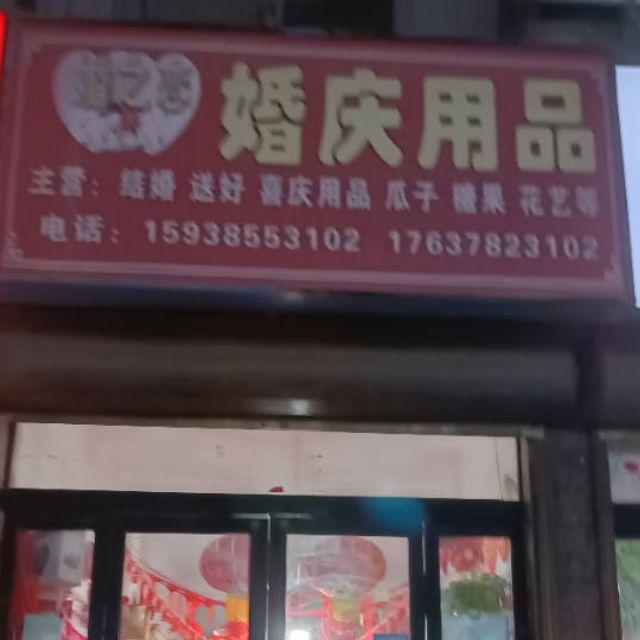 婚庆用品
主营：结婚 送好 喜庆用品 瓜子 糖果 花艺等
电话：15938553102 17637823102